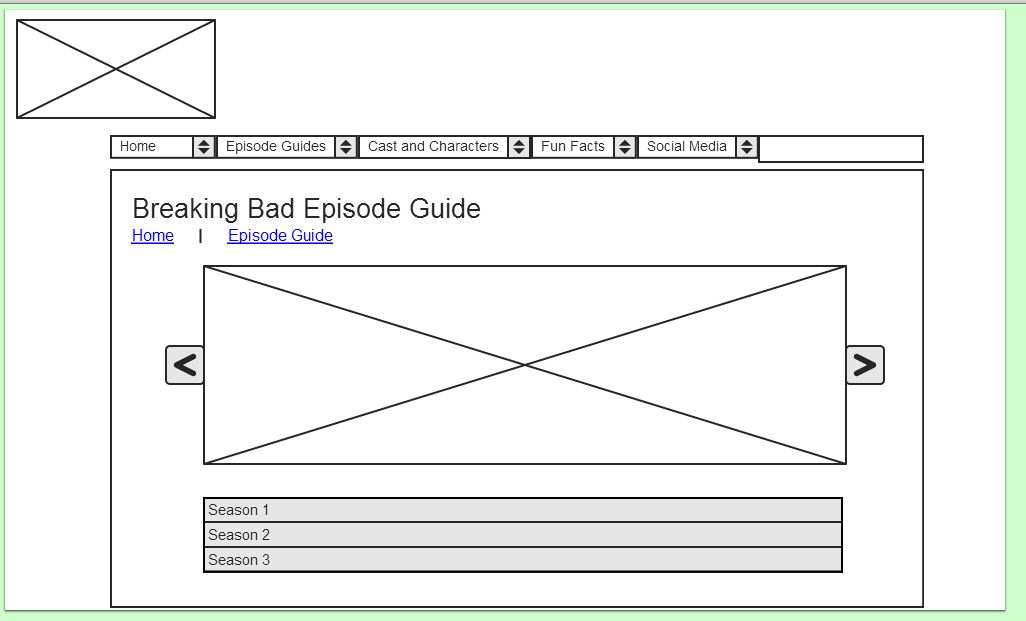 Home Episode Guides Cast and Characters Fun Facts Social Media
Breaking Bad Episode Guide
Home | Episode Guide
< >
Season 1
Season 2
Season 3